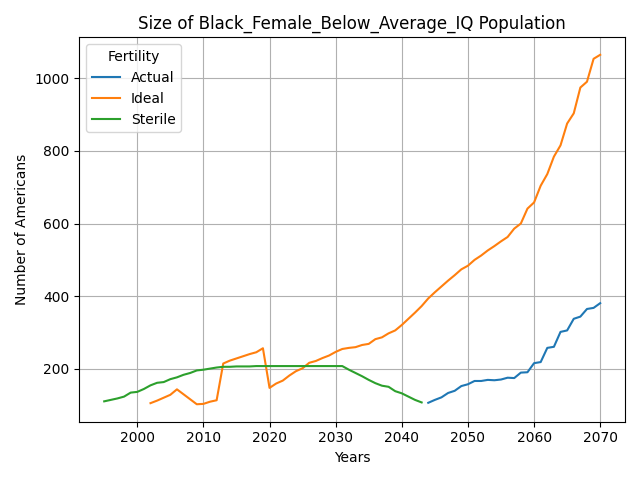 Size of Black_Female_Below_Average_IQ Population
Fertility
Actual
Ideal
Sterile
Number of Americans
1000
800
600
400
200
2000
2010
2020
2030
2040
2050
2060
2070
Years